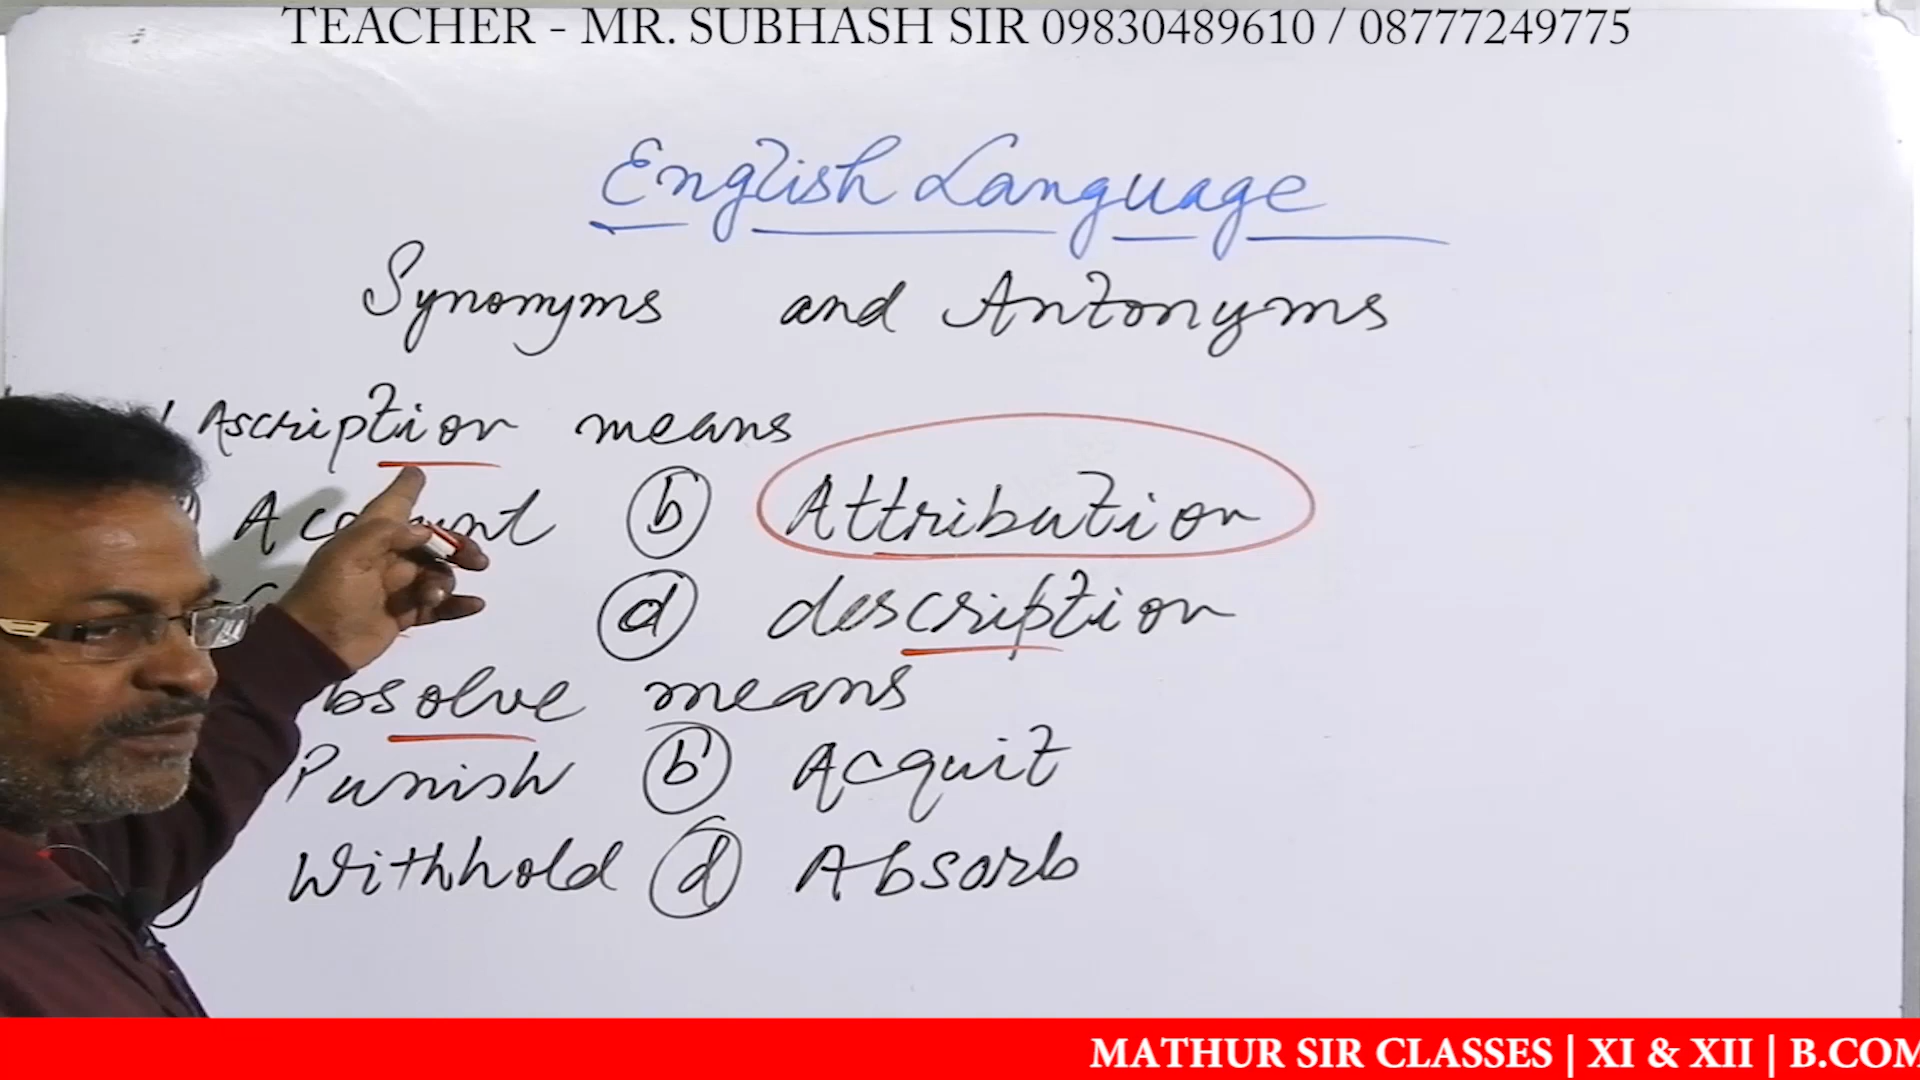 TEACHER - MR. SUBHASH SIR 09830489610 / 08777249775
English Language
Synonyms and Antonyms
Ascription means
Account (b) Attribution
(d) description
bsolve means
Punish (b) Acquit
Withhold (d) Absorb
MATHUR SIR CLASSES | XI & XII | B.COM